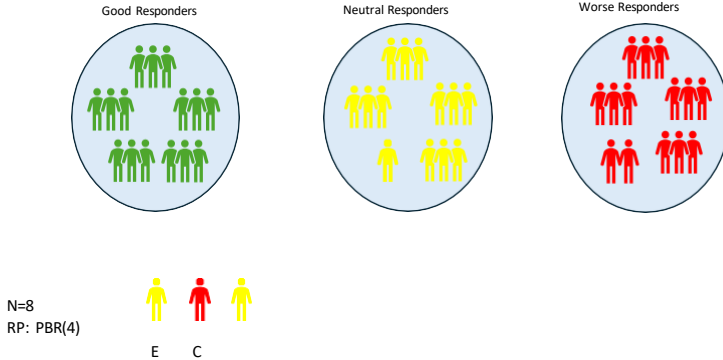 Good Responders
Neutral Responders
Worse Responders
N=8
RP: PBR(4)
E C